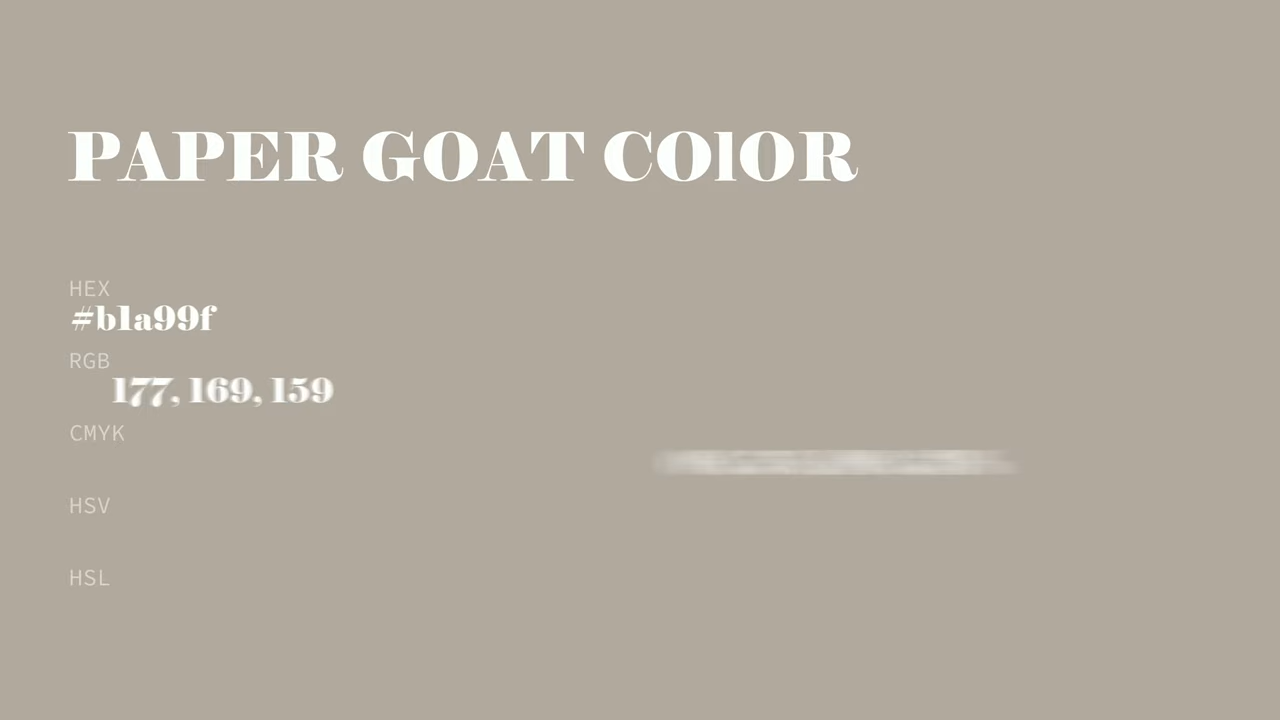 PAPER GOAT COlOR
HEX
#b1a99f
RGB
177, 169, 159
CMYK
HSV
HSL